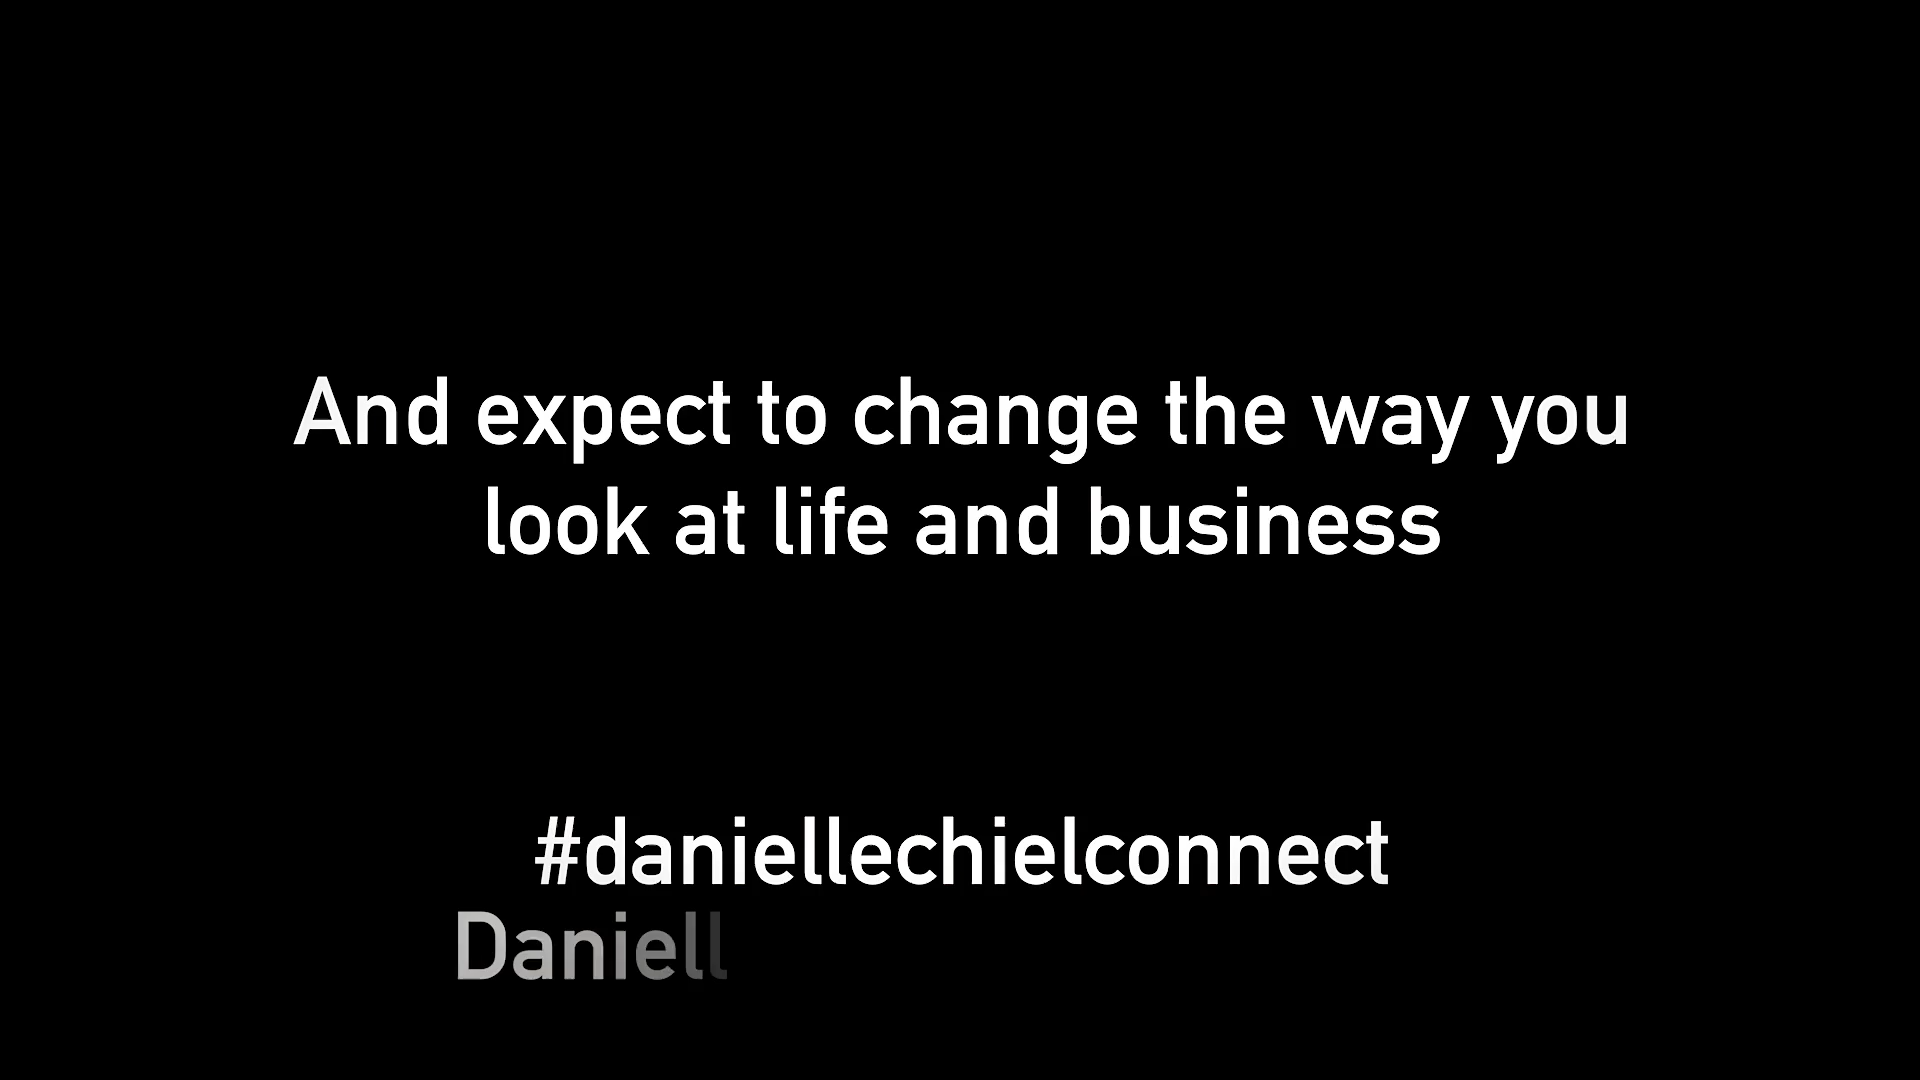 And expect to change the way you
look at life and business
#daniellechielconnect
Daniell